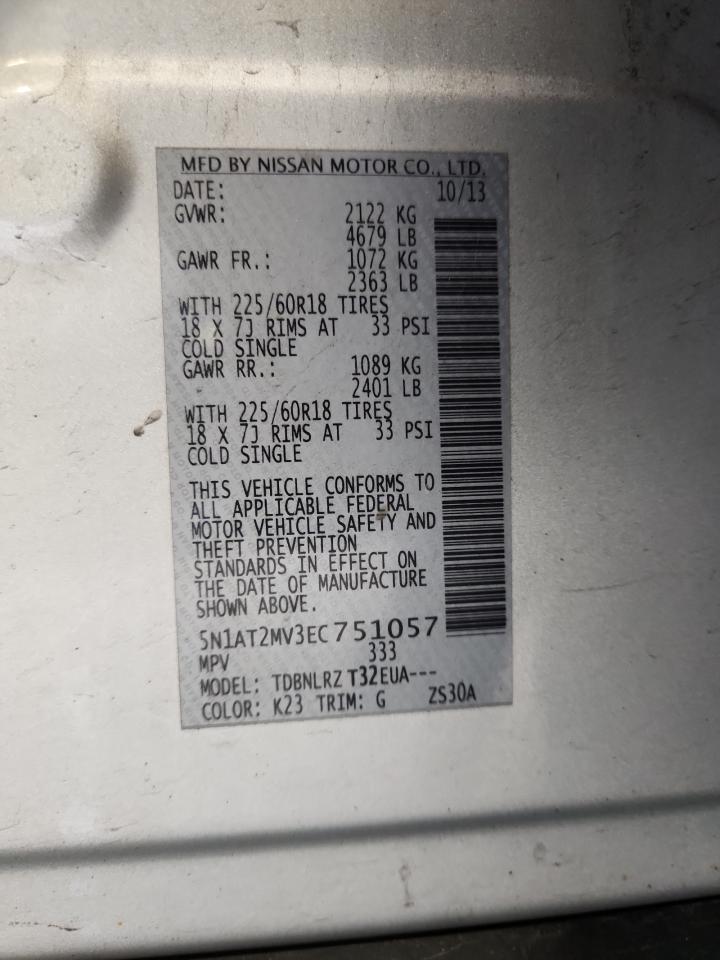 MFD BY NISSAN MOTOR CO., LTD.
DATE: 10/13
GVWR: 2122 KG
4679 LB
GAWR FR.: 1072 KG
2363 LB
WITH 225/60R18 TIRES
18 X 7J RIMS AT 33 PSI
COLD SINGLE
GAWR RR.: 1089 KG
2401 LB
WITH 225/60R18 TIRES
18 X 7J RIMS AT 33 PSI
COLD SINGLE
THIS VEHICLE CONFORMS TO
ALL APPLICABLE FEDERAL
MOTOR VEHICLE SAFETY AND
THEFT PREVENTION
STANDARDS IN EFFECT ON
THE DATE OF MANUFACTURE
SHOWN ABOVE.
5N1AT2MV3EC751057
MPV 333
MODEL: TDBNLRZ T32EUA---
COLOR: K23 TRIM: G ZS30A